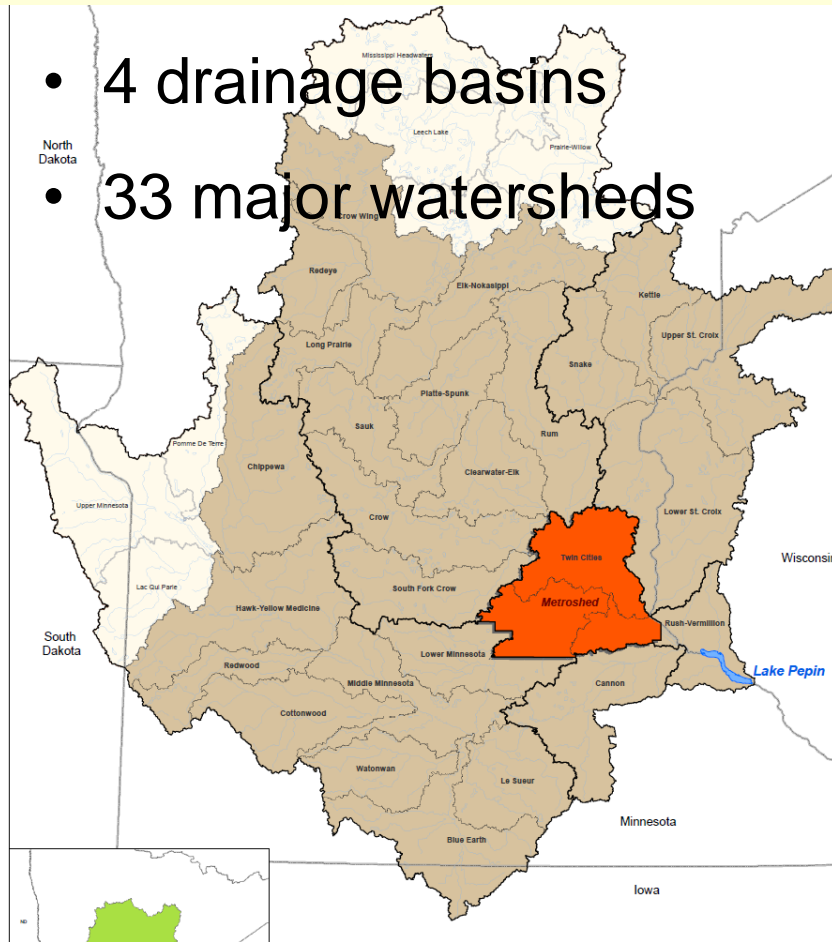 Mississippi Headwaters
• 4 drainage basins
Leech Lake
North
Dakota
Prairie-Willow
• 33 major watersheds
Crow Wing
Redeye
Elk-Nokasippi
Kettle
Upper St. Croix
Long Prairie
Snake
Platte-Spunk
Sauk
Rum
Pomme De Terre
Chippewa
Clearwater-Elk
Upper Minnesota
Crow
Lower St. Croix
Twin Cities
Wisconsin
Lac Qui Parle
South Fork Crow
Metroshed
Hawk-Yellow Medicine
Rush-Vermillion
South
Dakota
Lower Minnesota
Redwood
Lake Pepin
Middle Minnesota
Cannon
Cottonwood
Watonwan
Le Sueur
Minnesota
Blue Earth
Iowa
ND